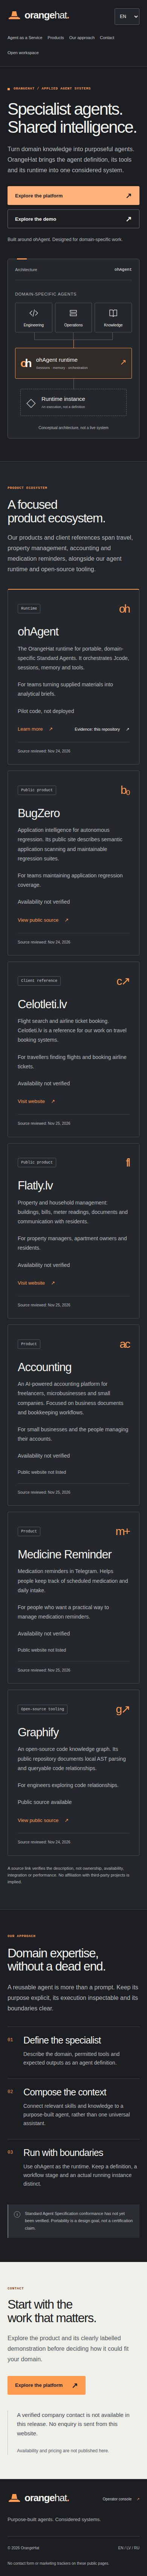 orangehat.
EN
Agent as a Service Products Our approach Contact
Open workspace
ORANGEHAT / APPLIED AGENT SYSTEMS
Specialist agents.
Shared intelligence.
Turn domain knowledge into purposeful agents.
OrangeHat brings the agent definition, its tools
and its runtime into one considered system.
Explore the platform ↗
Explore the demo ↗
Built around ohAgent. Designed for domain-specific work.
Architecture ohAgent
DOMAIN-SPECIFIC AGENTS
Engineering Operations Knowledge
oh ohAgent runtime ↗
Sessions · memory · orchestration
Runtime instance
Conceptual architecture, not a live system
PRODUCT ECOSYSTEM
A focused
product ecosystem.
Our products and client references span travel,
property management, accounting and
medication reminders, alongside our agent
runtime and open-source tooling.
Runtime oh
ohAgent
The OrangeHat runtime for portable, domain-
specific Standard Agents. It orchestrates Jcode,
sessions, memory and tools.
For teams turning supplied materials into
analytical briefs.
Pilot code, not deployed
Learn more ↗ Evidence: this repository ↗
Source reviewed: Nov 24, 2026
Public product b0
BugZero
Application intelligence for autonomous
regression. Its public site describes semantic
application scanning and maintainable
regression suites.
For teams maintaining application regression
coverage.
Availability not verified
View public source ↗
Source reviewed: Nov 24, 2026
Client reference c↗
Celotleti.lv
Flight search and airline ticket booking.
Celotleti.lv is a reference for our work on travel
booking systems.
For travellers finding flights and booking airline
tickets.
Availability not verified
Visit website ↗
Source reviewed: Nov 25, 2026
Public product fl
Flatly.lv
Property and household management:
buildings, bills, meter readings, documents and
communication with residents.
For property managers, apartment owners and
residents.
Availability not verified
Visit website ↗
Source reviewed: Nov 25, 2026
Product ac
Accounting
An AI-powered accounting platform for
freelancers, microbusinesses and small
companies. Focused on business documents
and bookkeeping workflows.
For small businesses and the people managing
their accounts.
Availability not verified
Public website not listed
Source reviewed: Nov 25, 2026
Product m+
Medicine Reminder
Medication reminders in Telegram. Helps
people keep track of scheduled medication and
daily intake.
For people who want a practical way to
manage medication reminders.
Availability not verified
Public website not listed
Source reviewed: Nov 25, 2026
Open-source tooling g↗
Graphify
An open-source code knowledge graph. Its
public repository documents local AST parsing
and queryable code relationships.
For engineers exploring code relationships.
Public source available
View public source ↗
Source reviewed: Nov 24, 2026
A source link verifies the description, not ownership, availability,
integration or performance. No affiliation with third-party projects is
implied.
OUR APPROACH
Domain expertise,
without a dead end.
A reusable agent is more than a prompt. Keep its
purpose explicit, its execution inspectable and its
boundaries clear.
01 Define the specialist
Describe the domain, permitted tools and
expected outputs as an agent definition.
02 Compose the context
Connect relevant skills and knowledge to a
purpose-built agent, rather than one universal
assistant.
03 Run with boundaries
Use ohAgent as the runtime. Keep a definition, a
workflow stage and an actual running instance
distinct.
Standard Agent Specification conformance has not yet
been verified. Portability is a design goal, not a certification
claim.
CONTACT
Start with the
work that matters.
Explore the product and its clearly labelled
demonstration before deciding how it could fit
your domain.
Explore the platform ↗
A verified company contact is not available in
this release. No enquiry is sent from this
website.
Availability and pricing are not published here.
orangehat.
Operator console ↗
Purpose-built agents. Considered systems.
© 2026 OrangeHat EN / LV / RU
No contact form or marketing trackers on these public pages.